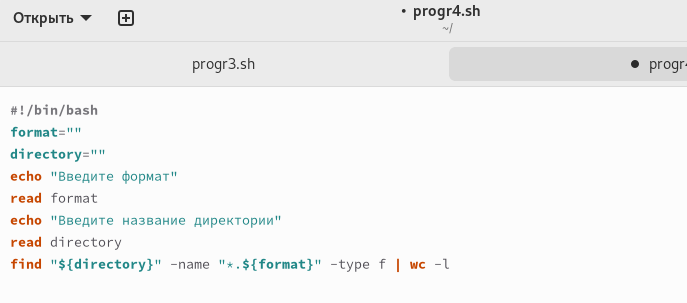 Открыть
• progr4.sh
~/
progr3.sh
● progr4
#!/bin/bash
format=""
directory=""
echo "Введите формат"
read format
echo "Введите название директории"
read directory
find "${directory}" -name "*.${format}" -type f | wc -l